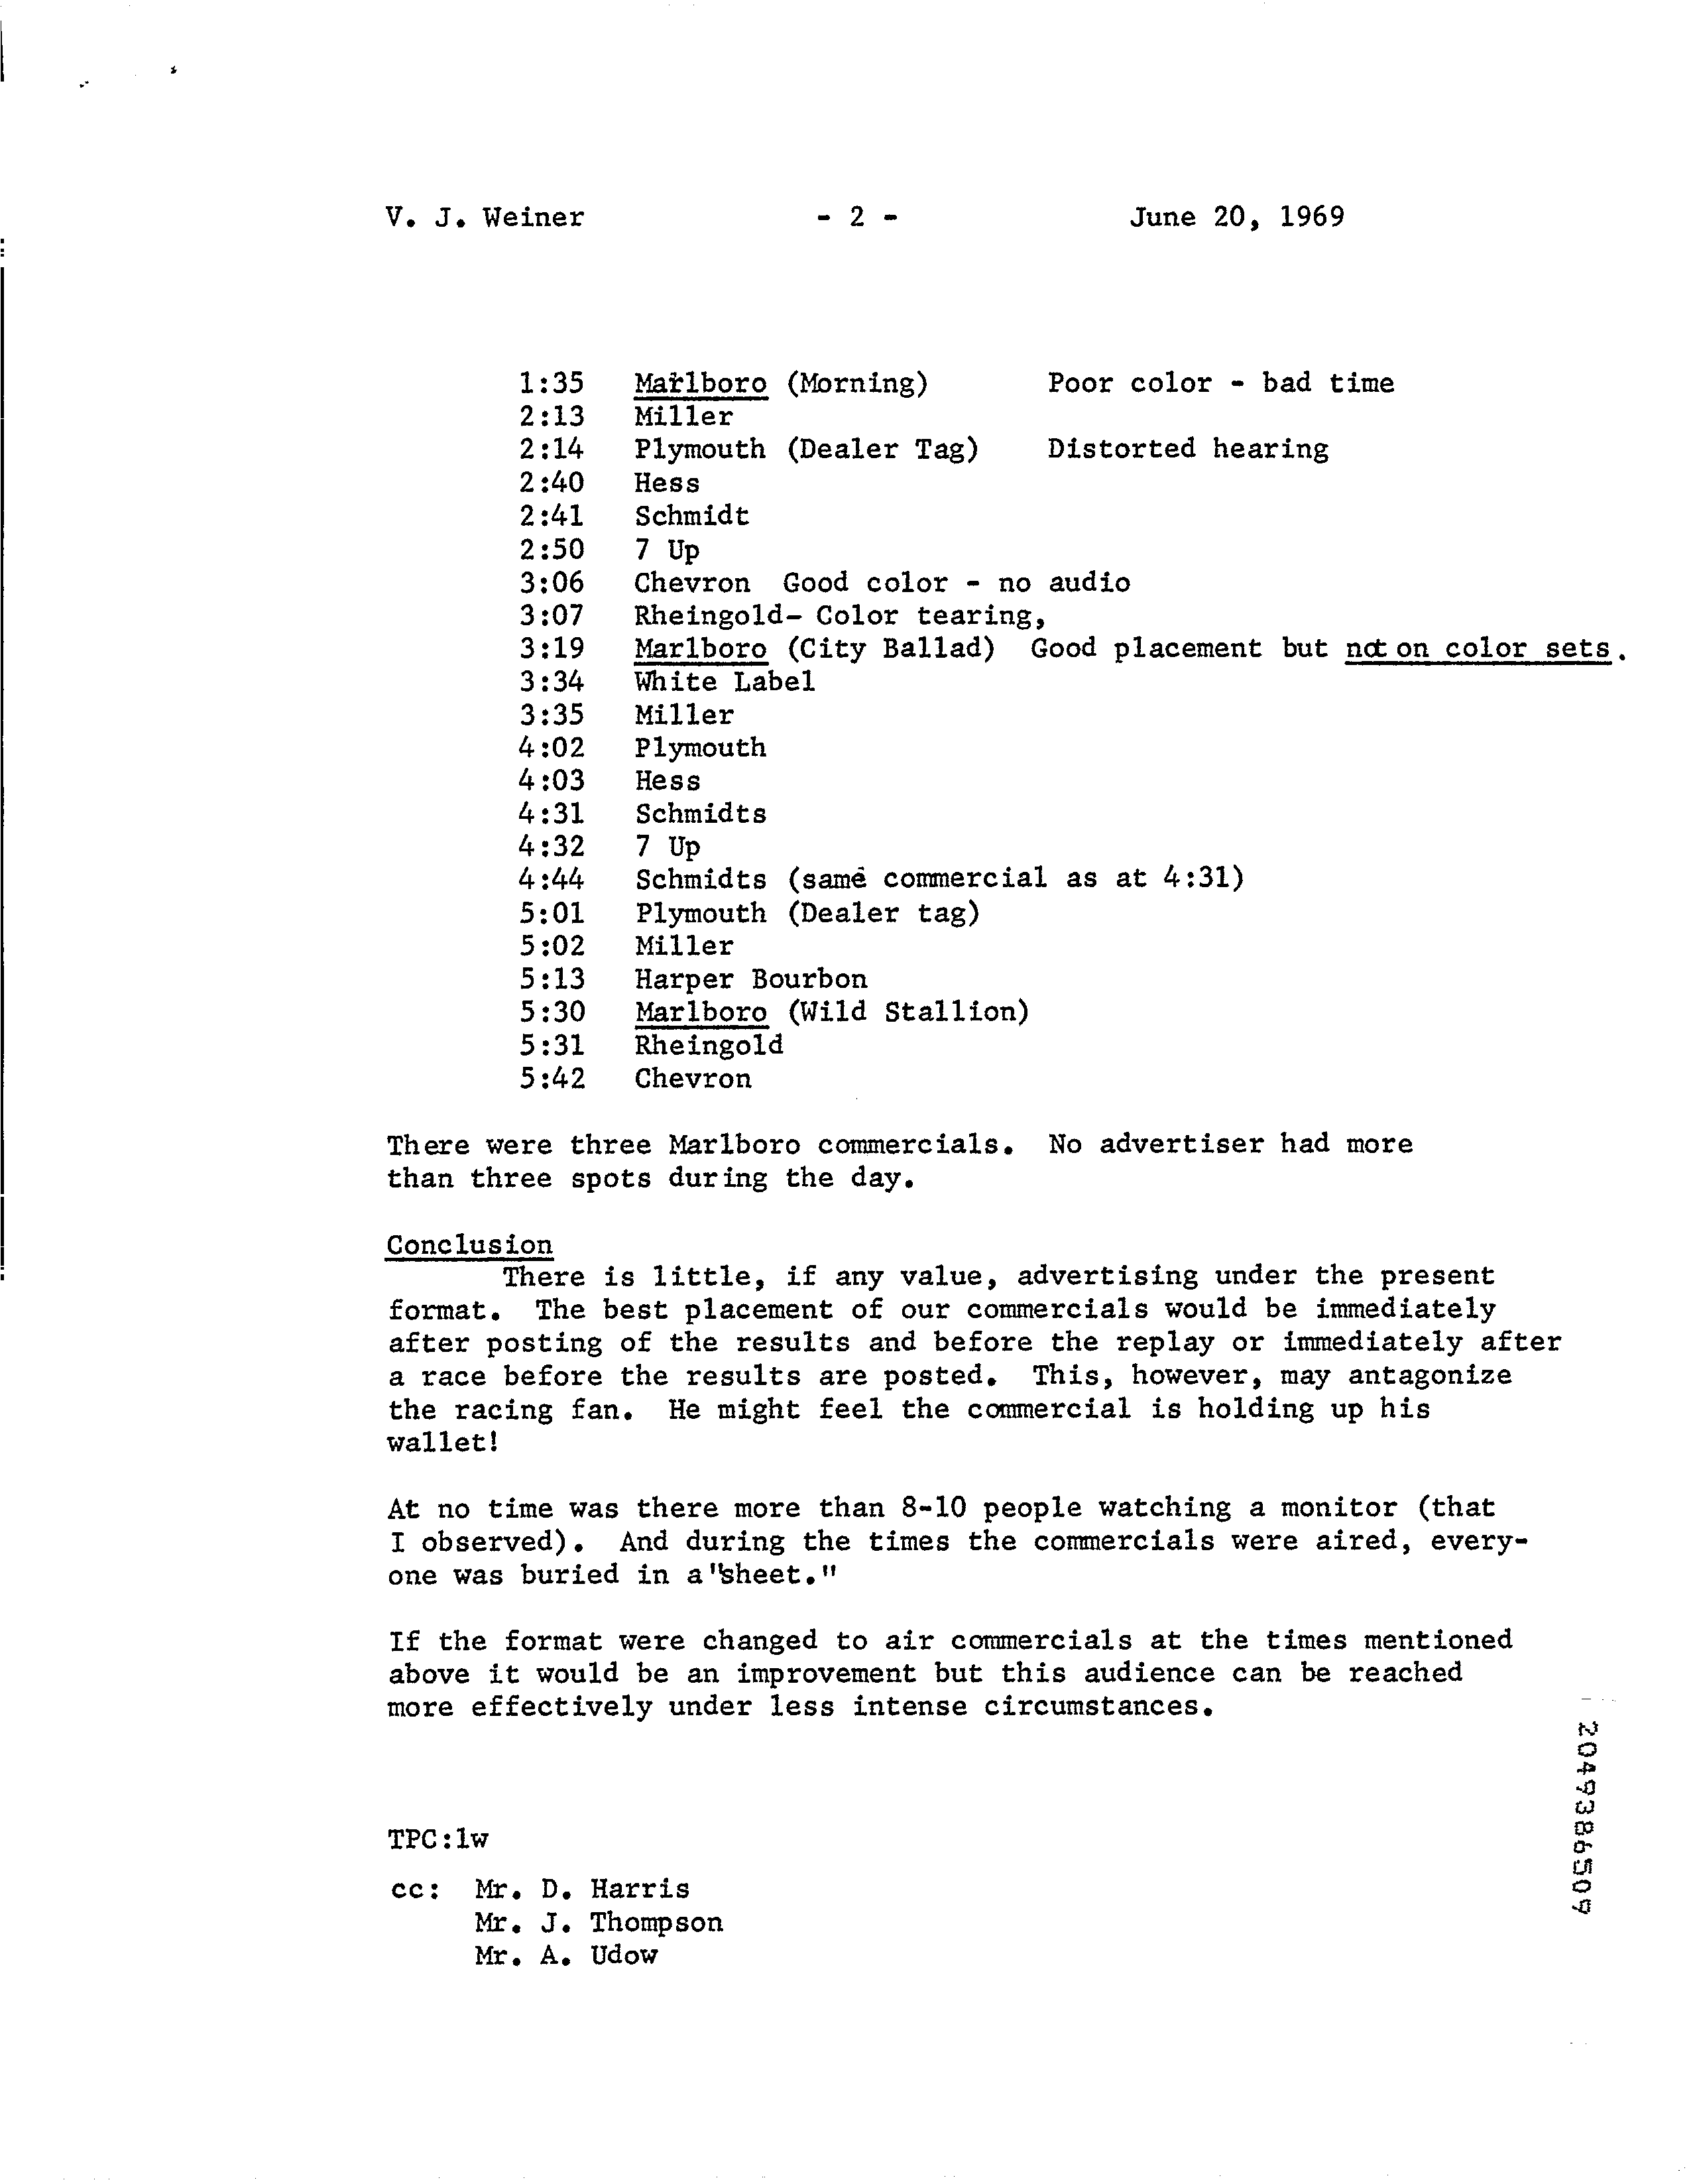 V. J. Weiner - 2 - June 20, 1969
1:35 Marlboro (Morning) Poor color - bad time
2:13 Miller
2:14 Plymouth (Dealer Tag) Distorted hearing
2:40 Hess
2:41 Schmidt
2:50 7 Up
3:06 Chevron Good color - no audio
3:07 Rheingold- Color tearing,
3:19 Marlboro (City Ballad) Good placement but not on color sets.
3:34 White Label
3:35 Miller
4:02 Plymouth
4:03 Hess
4:31 Schmidts
4:32 7 Up
4:44 Schmidts (same commercial as at 4:31)
5:01 Plymouth (Dealer tag)
5:02 Miller
5:13 Harper Bourbon
5:30 Marlboro (Wild Stallion)
5:31 Rheingold
5:42 Chevron
There were three Marlboro commercials. No advertiser had more
than three spots during the day.
Conclusion
There is little, if any value, advertising under the present
format. The best placement of our commercials would be immediately
after posting of the results and before the replay or immediately after
a race before the results are posted. This, however, may antagonize
the racing fan. He might feel the commercial is holding up his
wallet!
At no time was there more than 8-10 people watching a monitor (that
I observed). And during the times the commercials were aired, every-
one was buried in a "sheet."
If the format were changed to air commercials at the times mentioned
above it would be an improvement but this audience can be reached
more effectively under less intense circumstances.
TPC:lw
cc: Mr. D. Harris
Mr. J. Thompson
Mr. A. Udow
2049386509